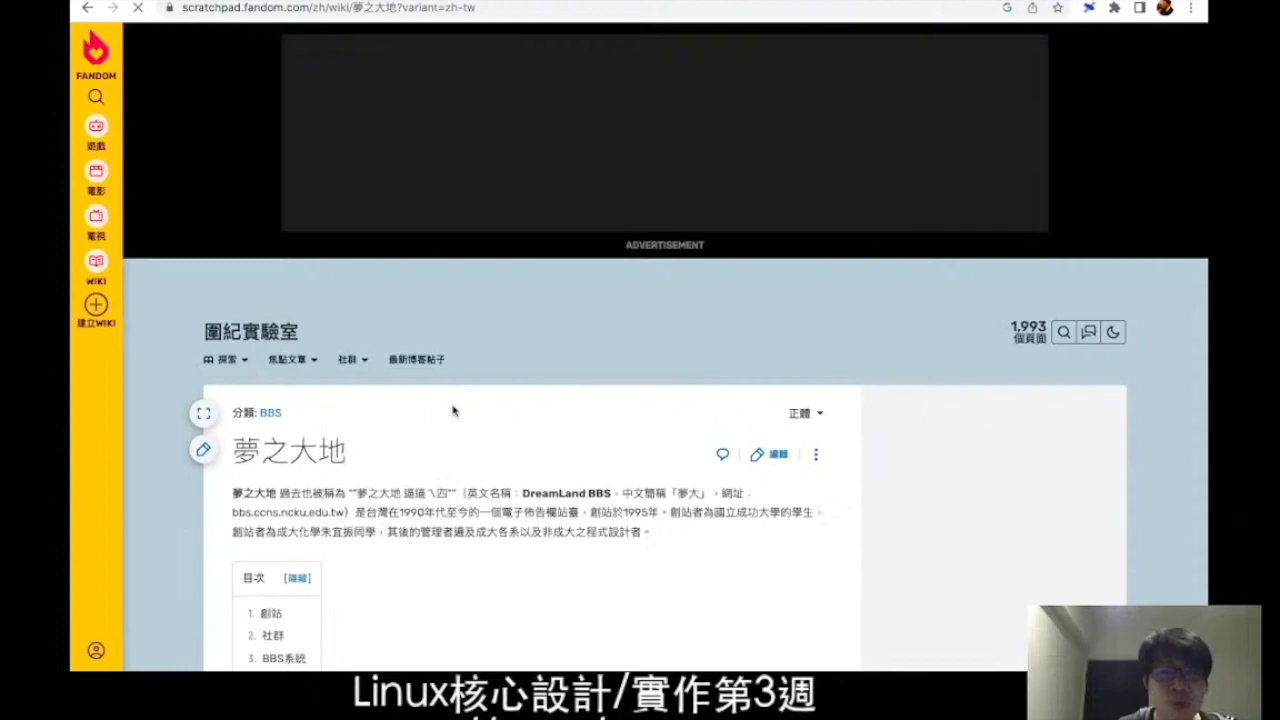 scratchpad.fandom.com/zh/wiki/夢之大地?variant=zh-tw
FANDOM
遊戲
電影
電視
WIKI
建立WIKI
ADVERTISEMENT
圍紀實驗室
1,993
個頁面
探索
焦點文章
社群
最新博客帖子
分類: BBS
正體
夢之大地
編輯
夢之大地 過去也被稱為 "夢之大地 逼逼ㄟ四"（英文名稱：DreamLand BBS、中文簡稱「夢大」，網址：
bbs.ccns.ncku.edu.tw）是台灣在1990年代至今的一個電子佈告欄站臺，創站於1995年。創站者為國立成功大學的學生。
創站者為成大化學朱宜振同學，其後的管理者遍及成大各系以及非成大之程式設計者。
目次 [隱藏]
1. 創站
2. 社群
3. BBS系統
Linux核心設計/實作第3週